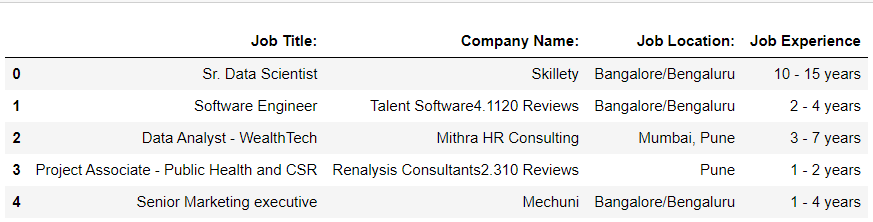 Job Title: Company Name: Job Location: Job Experience
0 Sr. Data Scientist Skillety Bangalore/Bengaluru 10 - 15 years
1 Software Engineer Talent Software4.1120 Reviews Bangalore/Bengaluru 2 - 4 years
2 Data Analyst - WealthTech Mithra HR Consulting Mumbai, Pune 3 - 7 years
3 Project Associate - Public Health and CSR Renalysis Consultants2.310 Reviews Pune 1 - 2 years
4 Senior Marketing executive Mechuni Bangalore/Bengaluru 1 - 4 years